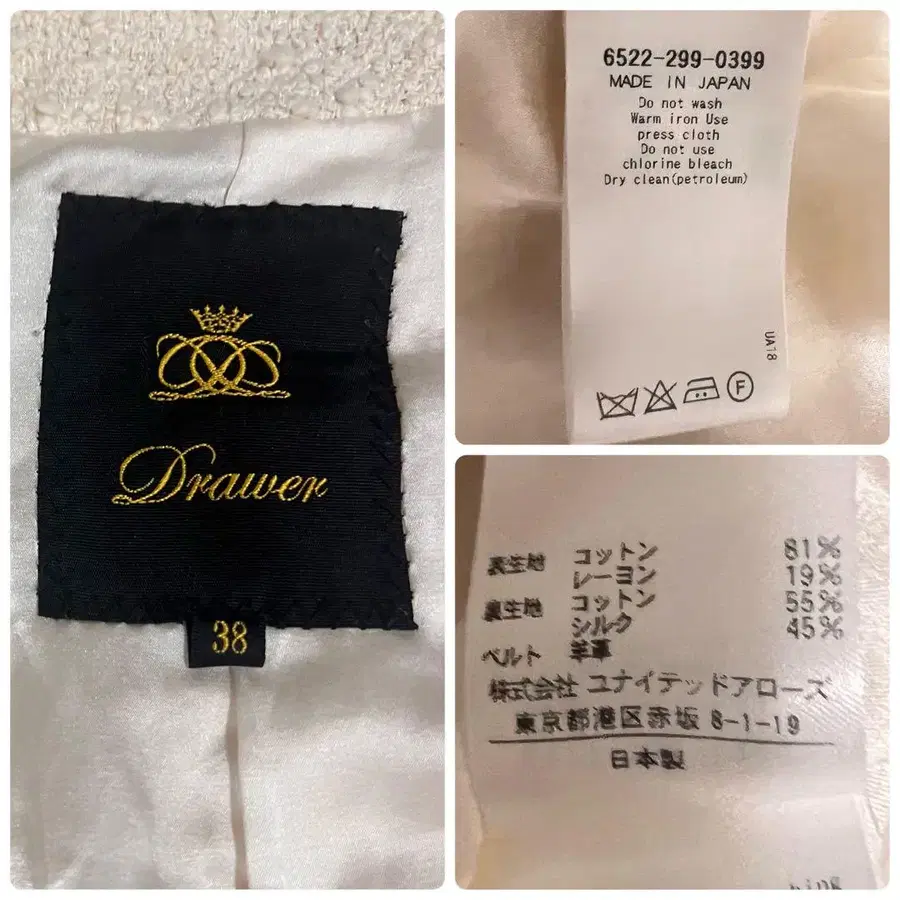 Drawer
38
6522-299-0399
MADE IN JAPAN
Do not wash
Warm iron Use
press cloth
Do not use
chlorine bleach
Dry clean(petroleum)
UA18
F
表生地 コットン 81%
レーヨン 19%
裏生地 コットン 55%
シルク 45%
ベルト 羊革
株式会社 ユナイテッドアローズ
東京都港区赤坂 8-1-19
日本製